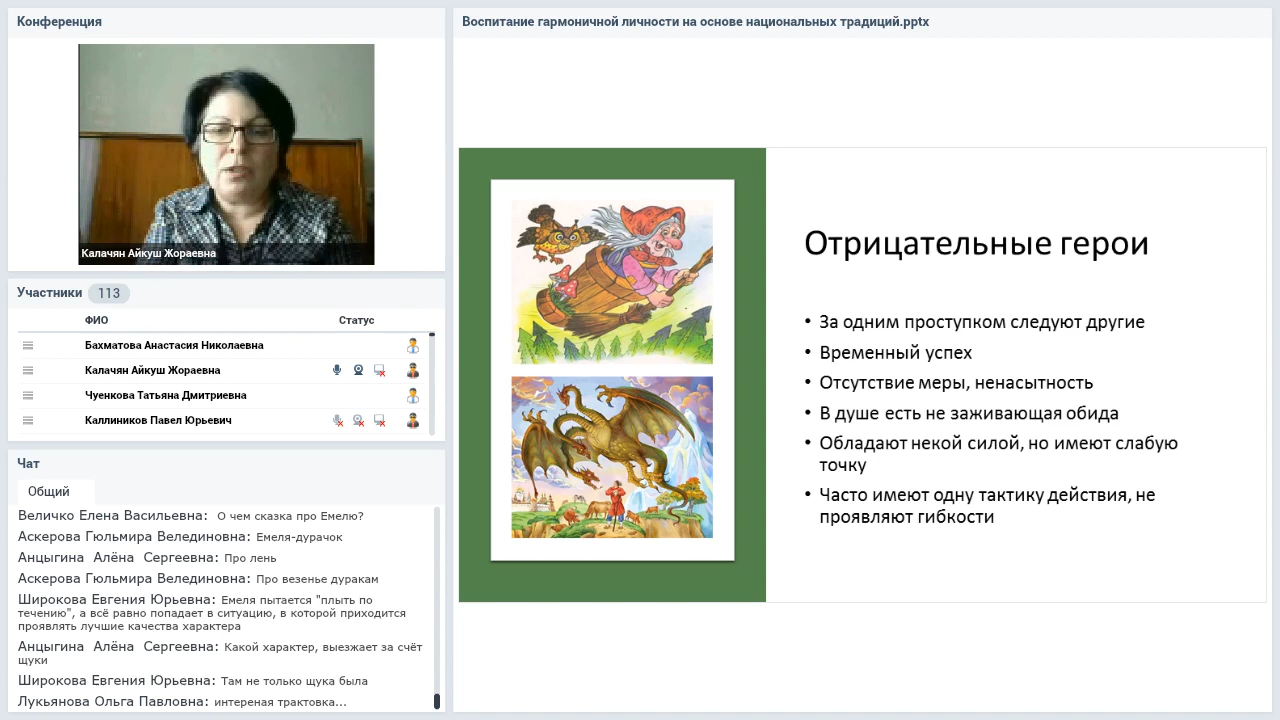 Конференция
Калачян Айкуш Жораевна
Участники 113
ФИО Статус
Бахматова Анастасия Николаевна
Калачян Айкуш Жораевна
Чуенкова Татьяна Дмитриевна
Каллиников Павел Юрьевич
Чат
Общий
Величко Елена Васильевна: О чем сказка про Емелю?
Аскерова Гюльмира Велединовна: Емеля-дурачок
Анцыгина Алёна Сергеевна: Про лень
Аскерова Гюльмира Велединовна: Про везенье дуракам
Широкова Евгения Юрьевна: Емеля пытается "плыть по
течению", а всё равно попадает в ситуацию, в которой приходится
проявлять лучшие качества характера
Анцыгина Алёна Сергеевна: Какой характер, выезжает за счёт
щуки
Широкова Евгения Юрьевна: Там не только щука была
Лукьянова Ольга Павловна: интереная трактовка...
Воспитание гармоничной личности на основе национальных традиций.pptx
Отрицательные герои
• За одним проступком следуют другие
• Временный успех
• Отсутствие меры, ненасытность
• В душе есть не заживающая обида
• Обладают некой силой, но имеют слабую
точку
• Часто имеют одну тактику действия, не
проявляют гибкости